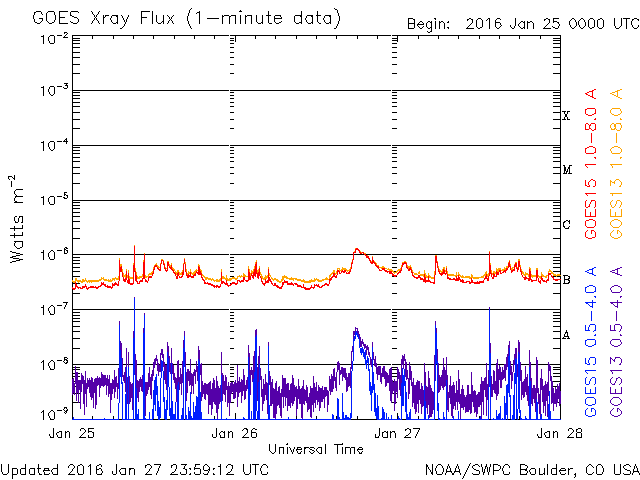 GOES Xray Flux (1-minute data)
Begin: 2016 Jan 25 0000 UTC
10⁻²
10⁻³
10⁻⁴
10⁻⁵
10⁻⁶
10⁻⁷
10⁻⁸
10⁻⁹
Watts m⁻²
X
M
C
B
A
GOES15 1.0-8.0 A
GOES13 1.0-8.0 A
GOES15 0.5-4.0 A
GOES13 0.5-4.0 A
Jan 25
Jan 26
Jan 27
Jan 28
Universal Time
Updated 2016 Jan 27 23:59:12 UTC
NOAA/SWPC Boulder, CO USA